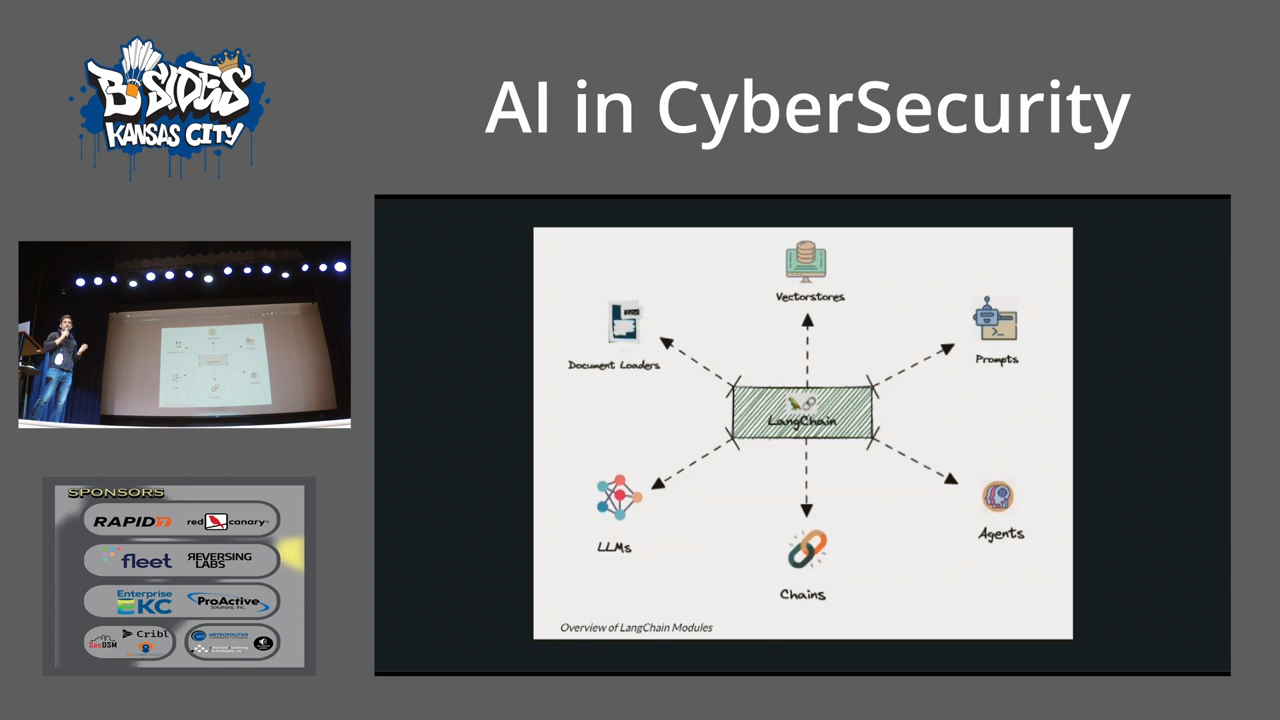 B SIDES
KANSAS CITY
AI in CyberSecurity
Vectorstores
Document Loaders
Prompts
LangChain
LLMs
Agents
Chains
Overview of LangChain Modules
SPONSORS
RAPID7
red canary
fleet
REVERSING
LABS
Enterprise
KC
ProActive
Solutions, Inc.
SecDSM
Cribl
METROPOLITAN